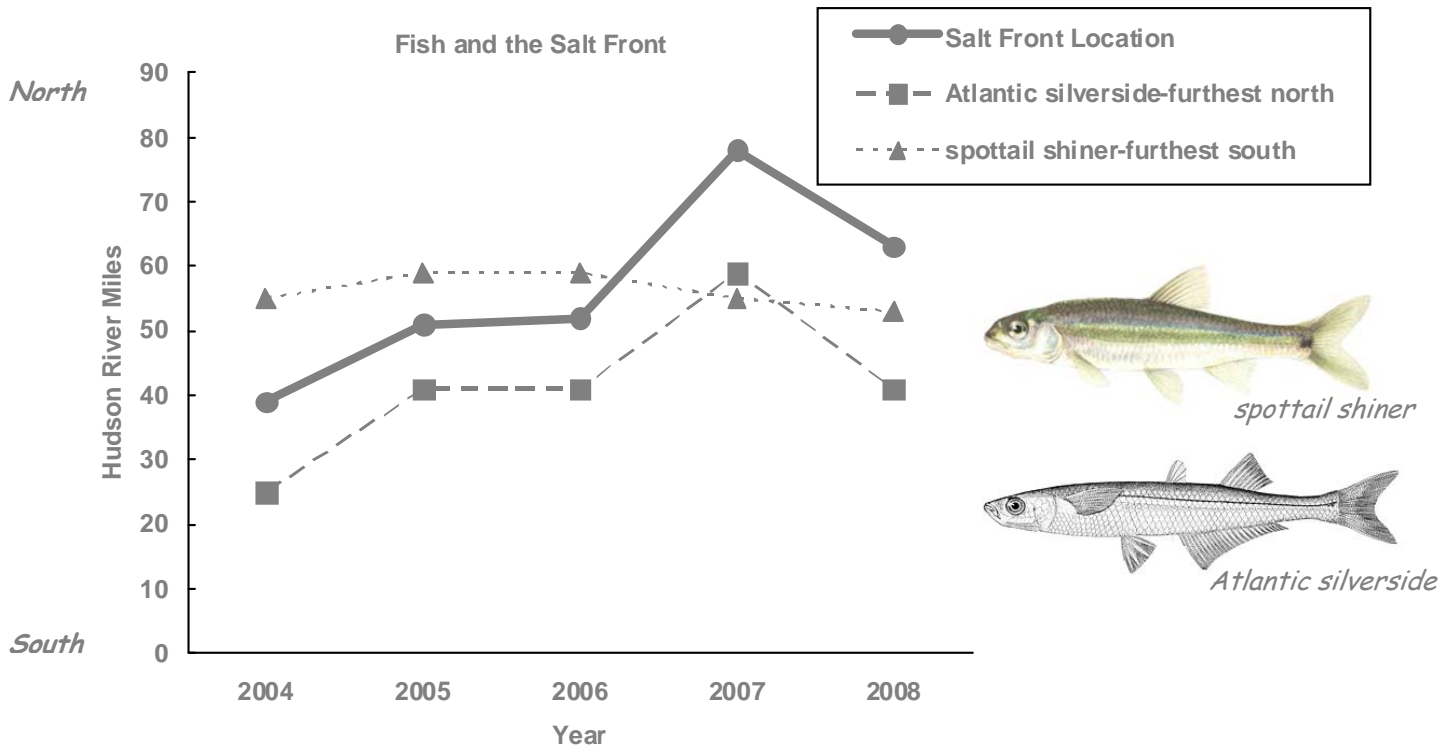 Fish and the Salt Front
Salt Front Location
Atlantic silverside-furthest north
spottail shiner-furthest south
North
South
Hudson River Miles
90
80
70
60
50
40
30
20
10
0
2004 2005 2006 2007 2008
Year
spottail shiner
Atlantic silverside